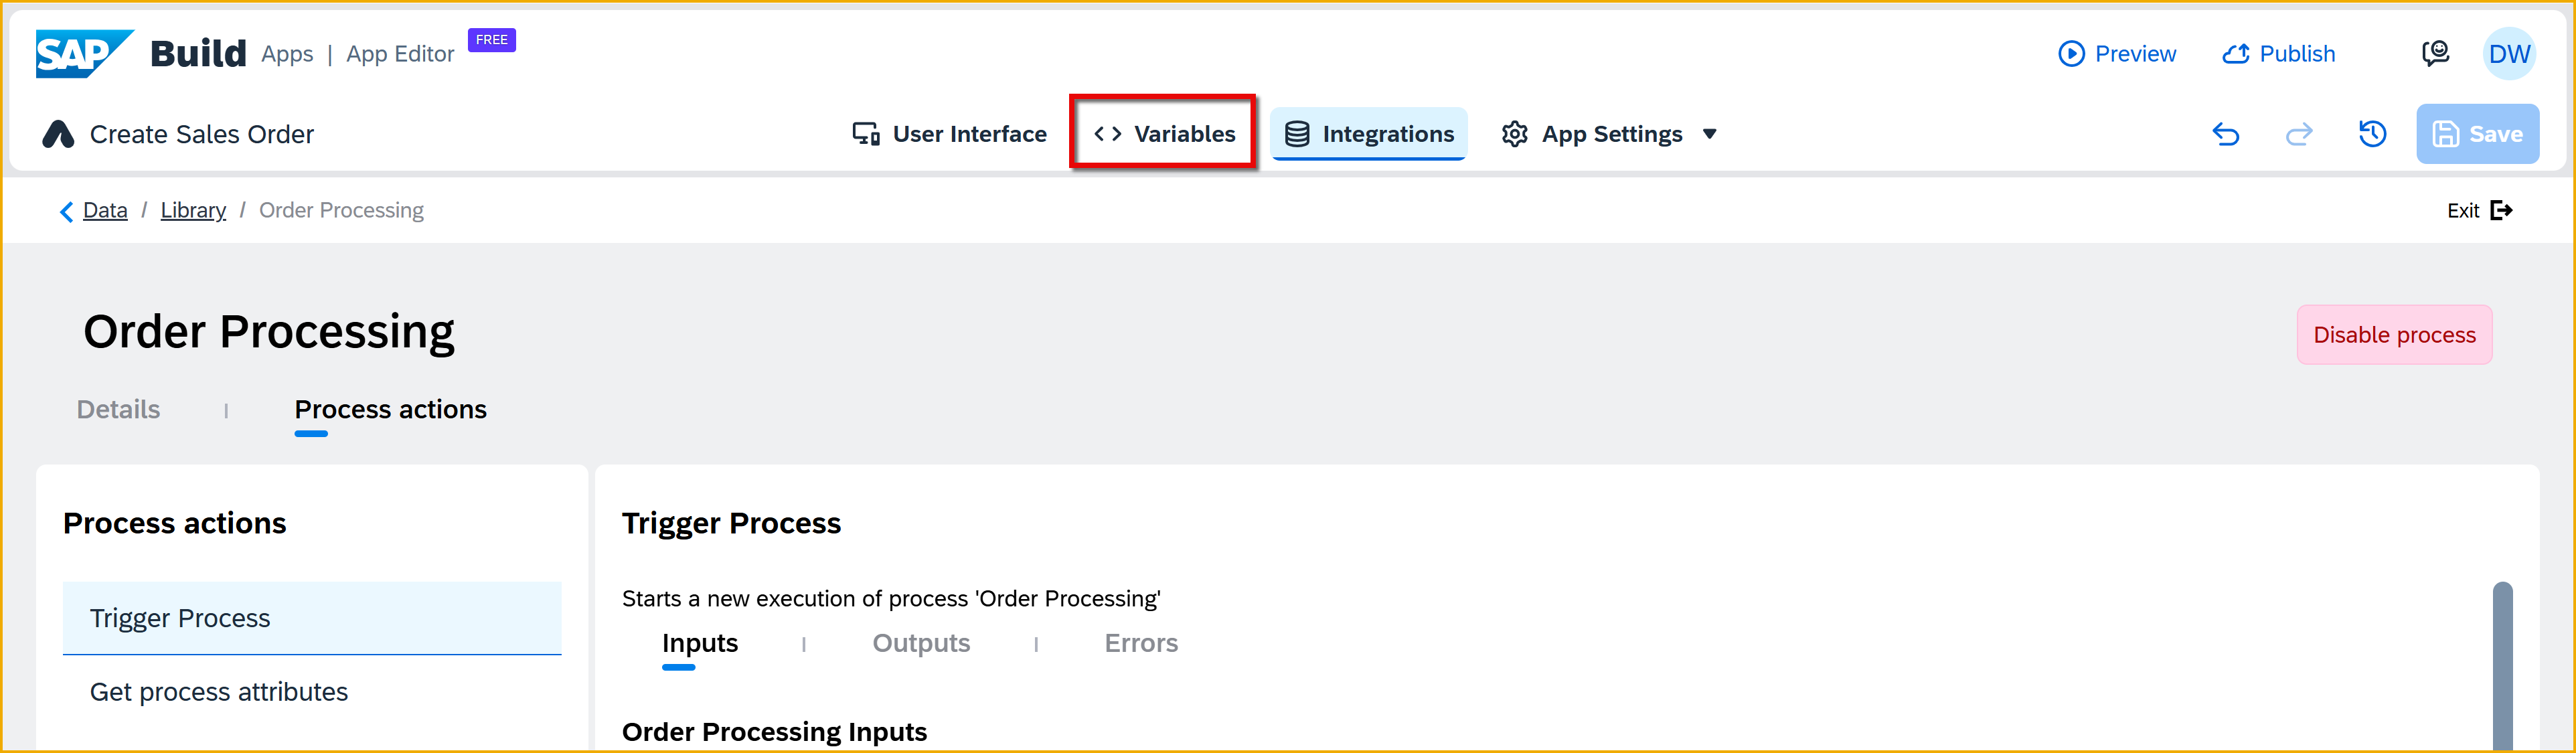 SAP Build Apps | App Editor FREE Preview Publish DW
Create Sales Order User Interface Variables Integrations App Settings Save
Data / Library / Order Processing Exit
Order Processing Disable process
Details Process actions
Process actions
Trigger Process
Get process attributes
Trigger Process
Starts a new execution of process 'Order Processing'
Inputs Outputs Errors
Order Processing Inputs